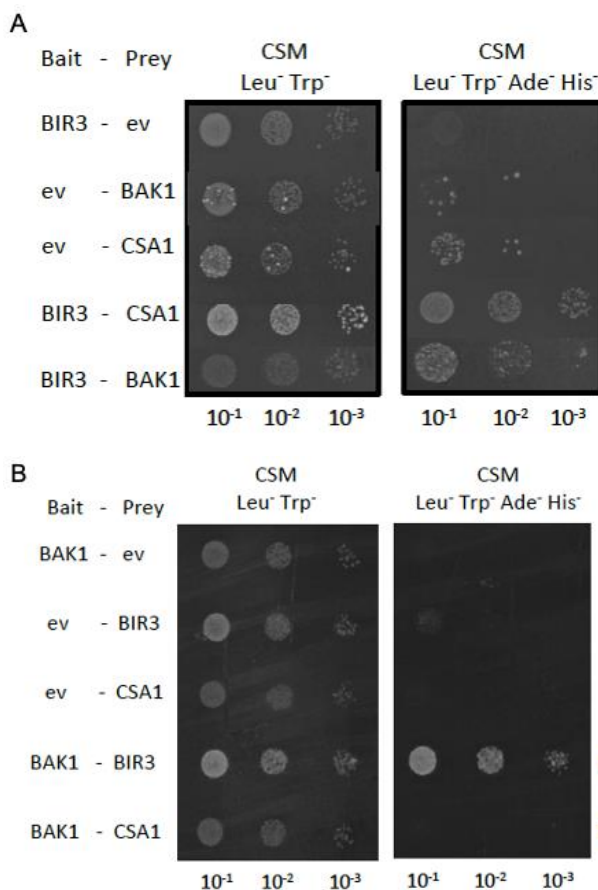 A
Bait - Prey
CSM
Leu⁻ Trp⁻
CSM
Leu⁻ Trp⁻ Ade⁻ His⁻
BIR3 - ev
ev - BAK1
ev - CSA1
BIR3 - CSA1
BIR3 - BAK1
10⁻¹ 10⁻² 10⁻³
10⁻¹ 10⁻² 10⁻³
B
Bait - Prey
CSM
Leu⁻ Trp⁻
CSM
Leu⁻ Trp⁻ Ade⁻ His⁻
BAK1 - ev
ev - BIR3
ev - CSA1
BAK1 - BIR3
BAK1 - CSA1
10⁻¹ 10⁻² 10⁻³
10⁻¹ 10⁻² 10⁻³